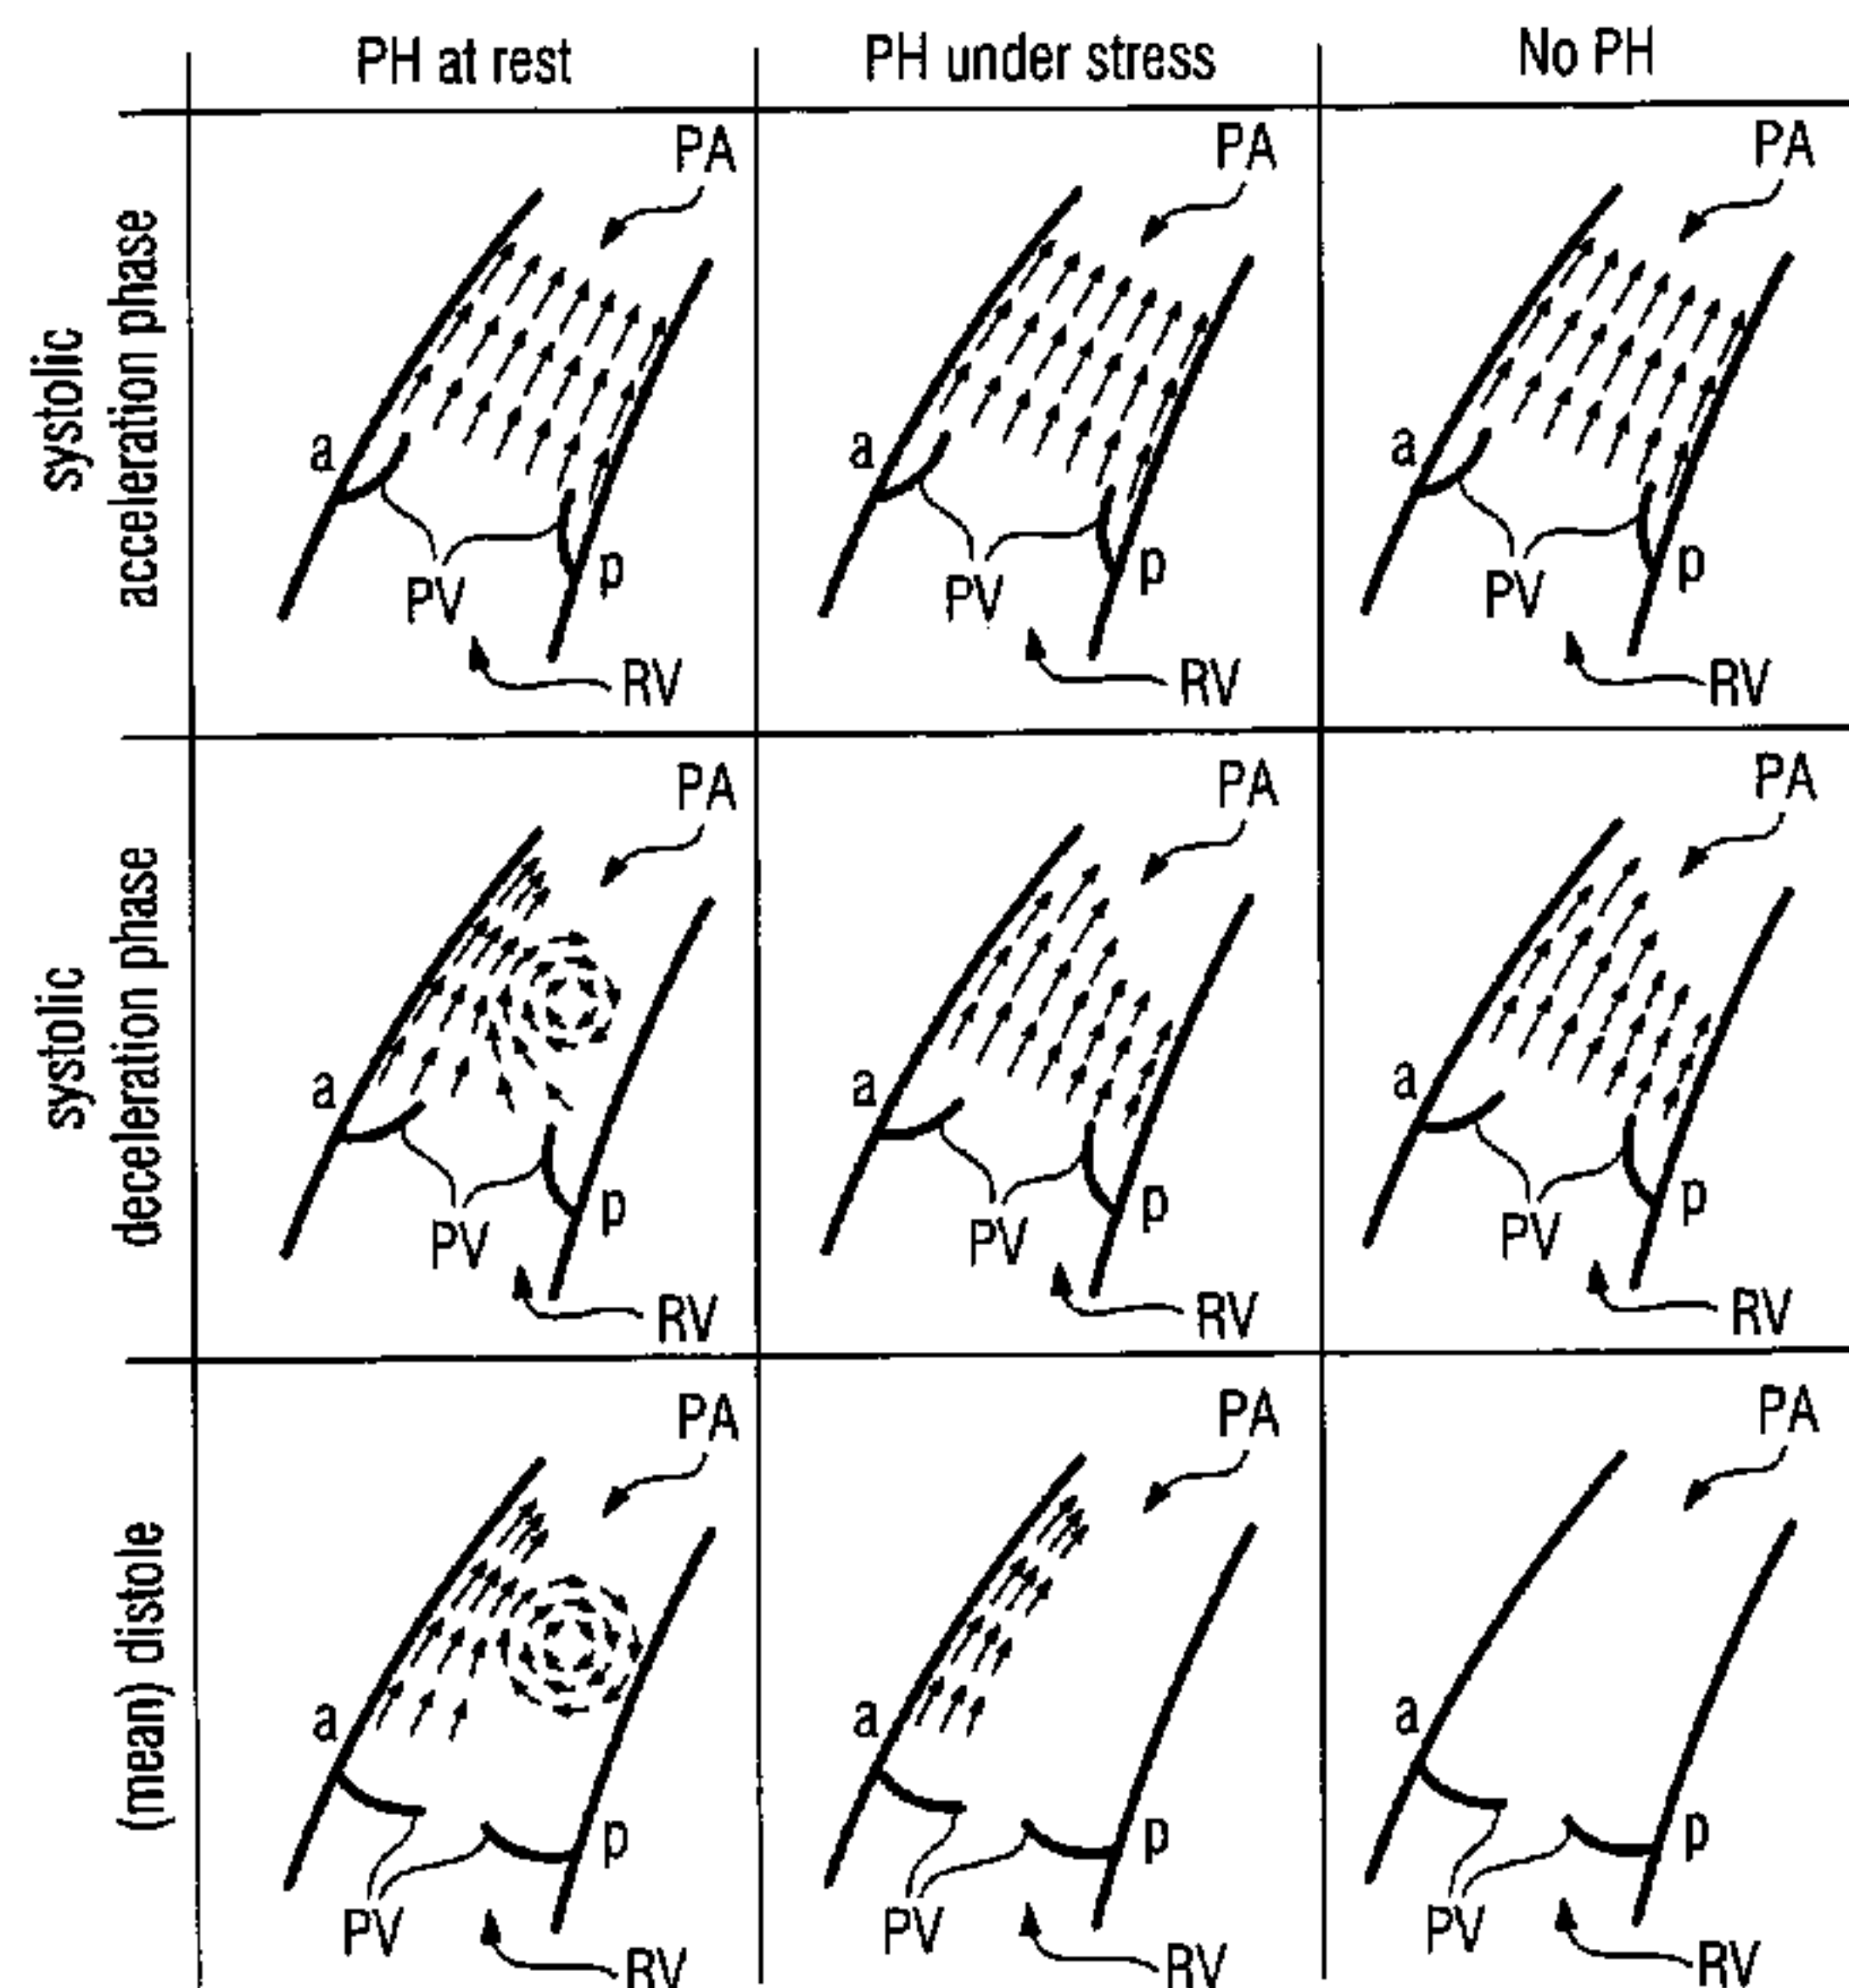 PH at rest
PH under stress
No PH
systolic
acceleration phase
PA
a
p
PV
RV
PA
a
p
PV
RV
PA
a
p
PV
RV
systolic
deceleration phase
PA
a
p
PV
RV
PA
a
p
PV
RV
PA
a
p
PV
RV
(mean) distole
PA
a
p
PV
RV
PA
a
p
PV
RV
PA
a
p
PV
RV